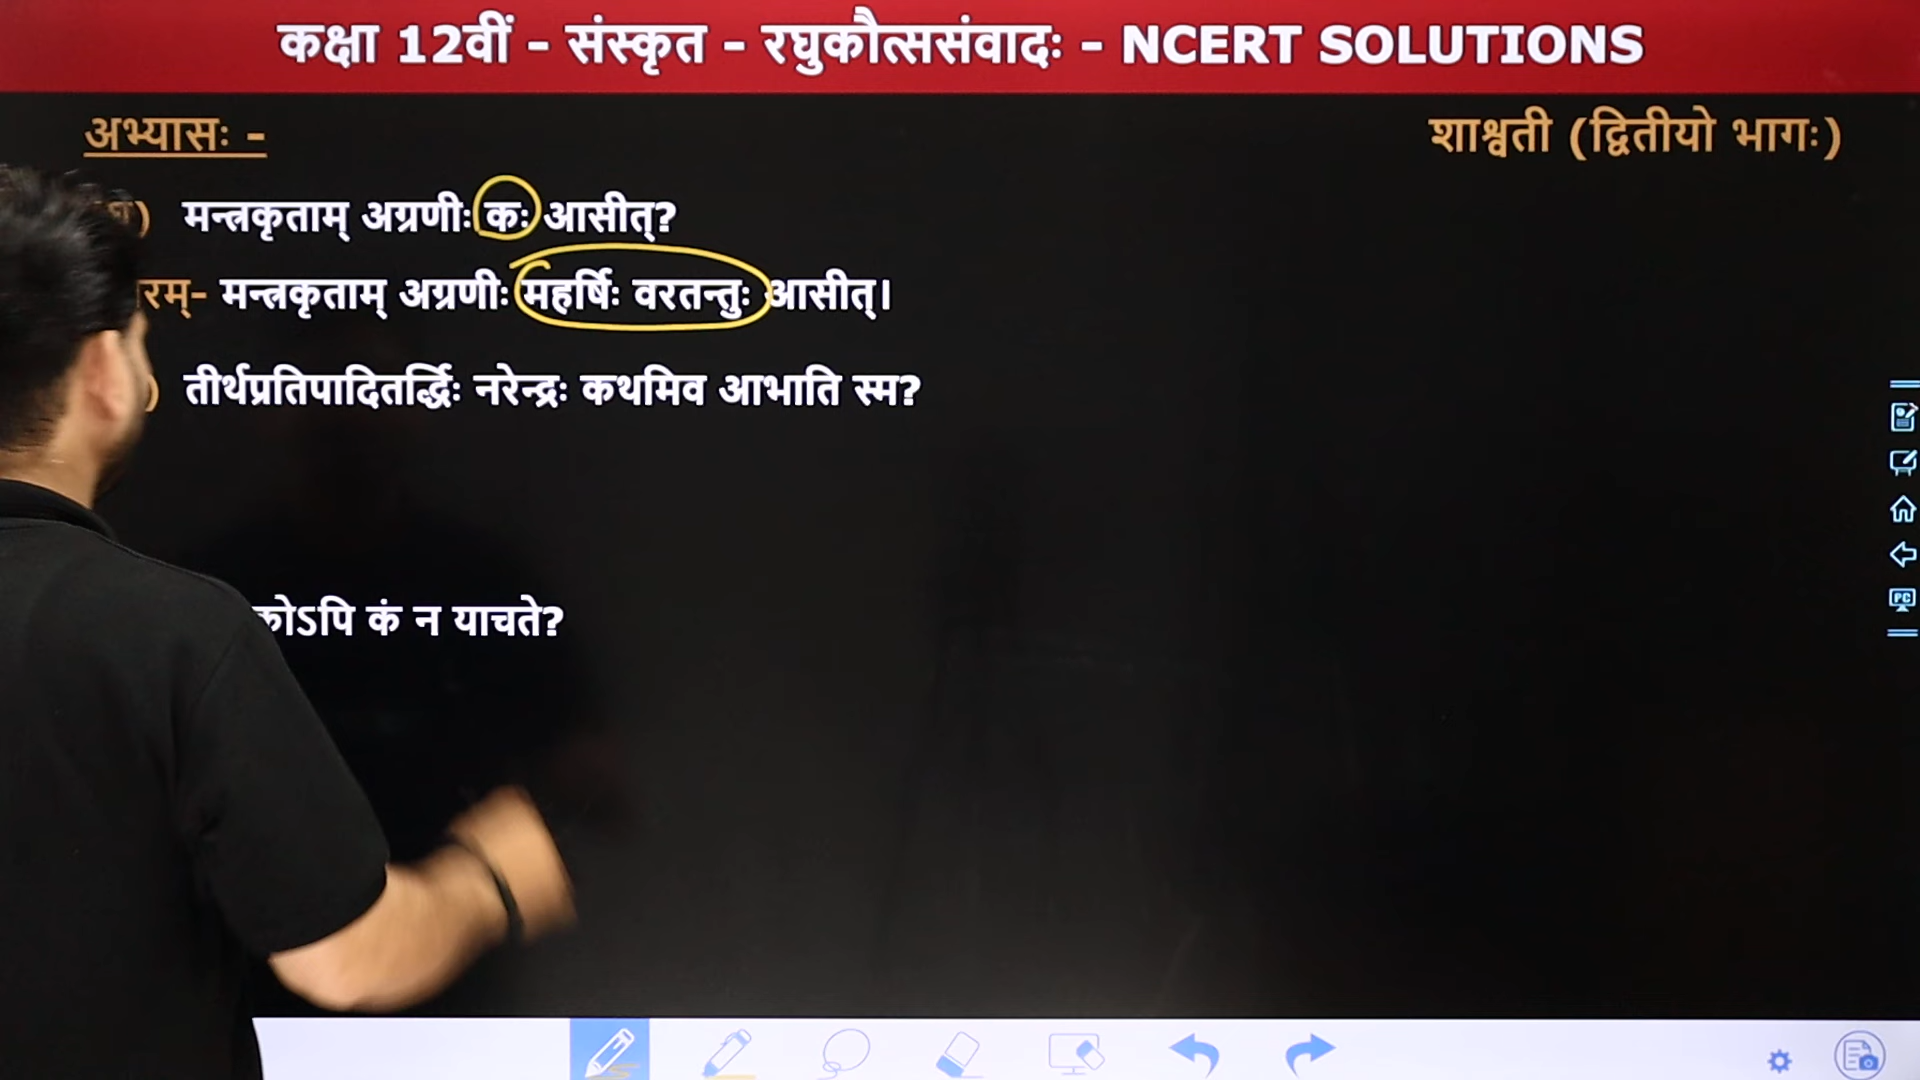 कक्षा 12वीं - संस्कृत - रघुकौत्ससंवादः - NCERT SOLUTIONS
अभ्यासः -
शाश्वती (द्वितीयो भागः)
मन्त्रकृताम् अग्रणीः कः आसीत्?
रम्- मन्त्रकृताम् अग्रणीः महर्षिः वरतन्तुः आसीत्।
तीर्थप्रतिपादितर्द्धिः नरेन्द्रः कथमिव आभाति स्म?
कोऽपि कं न याचते?
PC